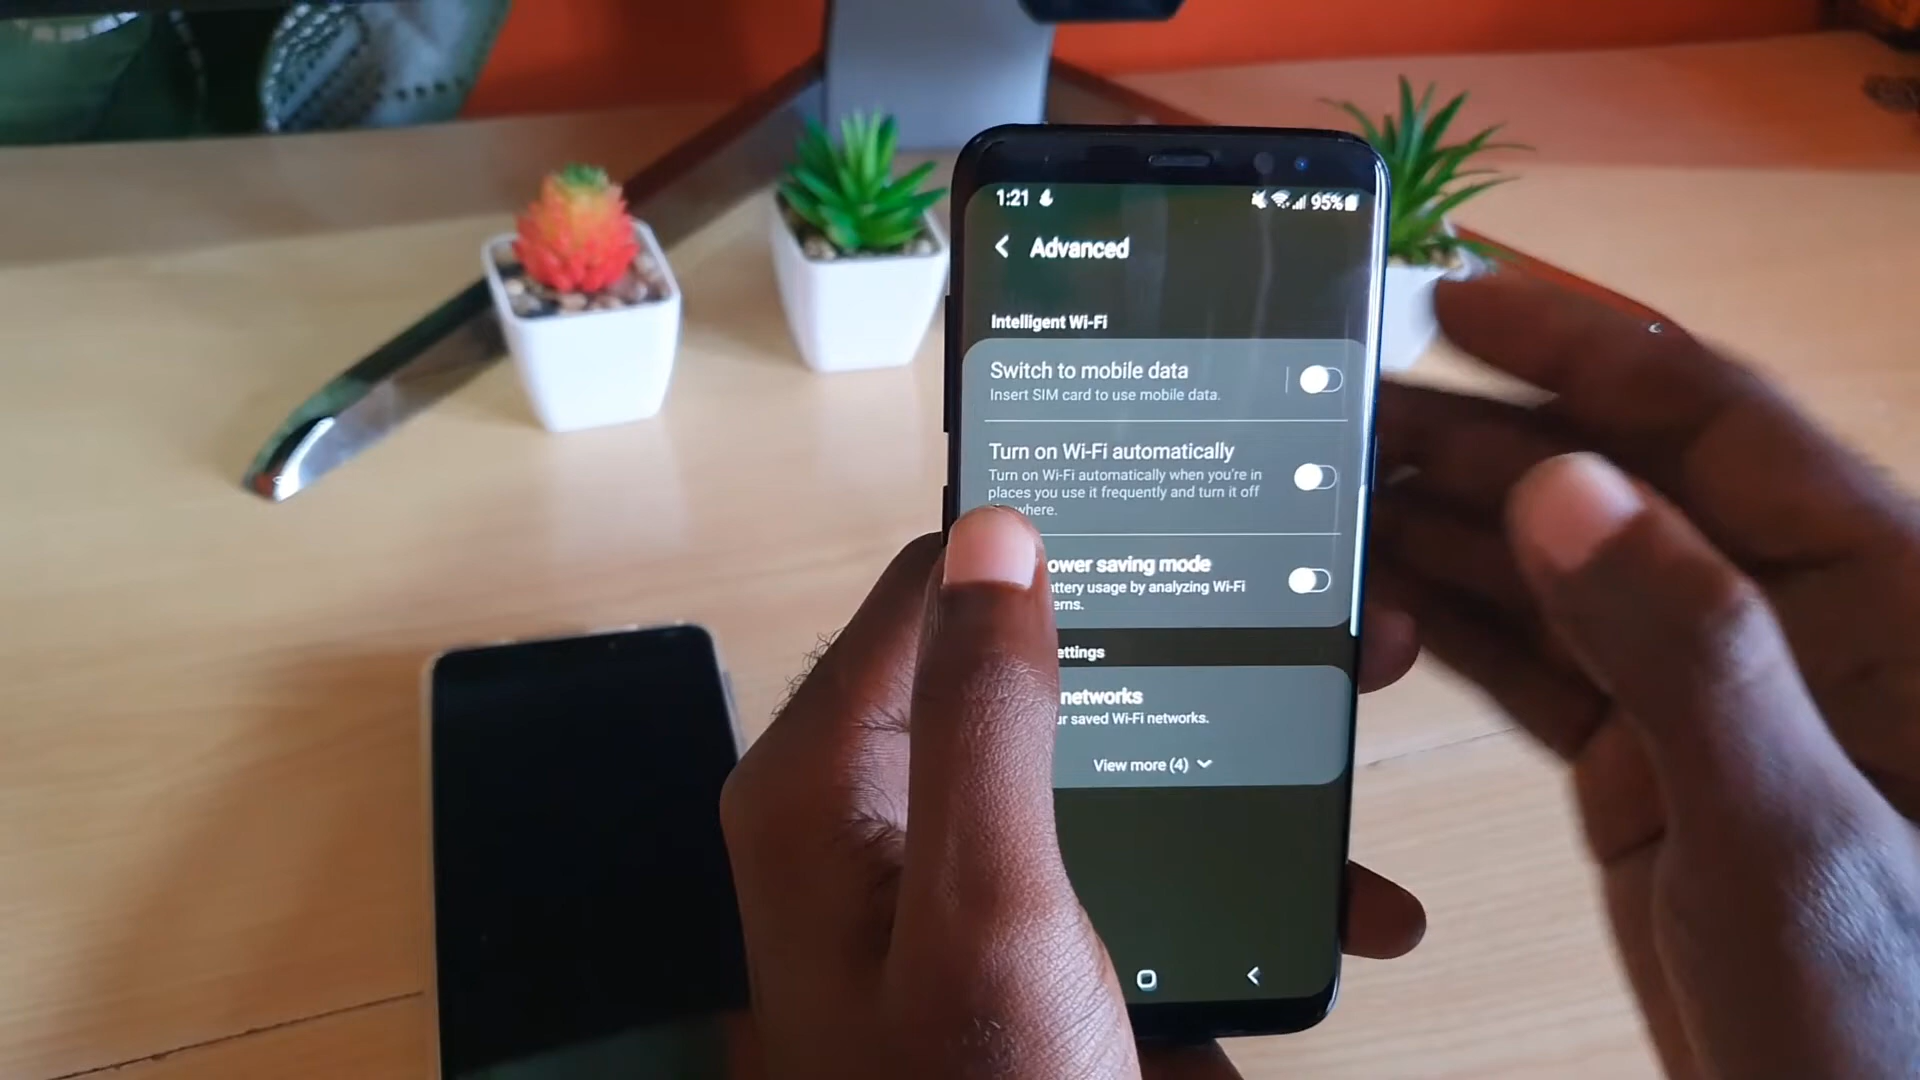 1:21
95%
Advanced
Intelligent Wi-Fi
Switch to mobile data
Insert SIM card to use mobile data.
Turn on Wi-Fi automatically
Turn on Wi-Fi automatically when you're in
places you use it frequently and turn it off
where.
ower saving mode
ttery usage by analyzing Wi-Fi
erns.
ettings
networks
ur saved Wi-Fi networks.
View more (4)